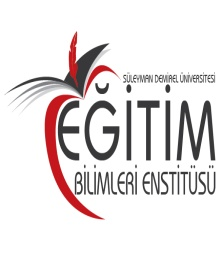 SÜLEYMAN DEMİREL ÜNİVERSİTESİ
EĞİTİM
BİLİMLERİ ENSTİTÜSÜ